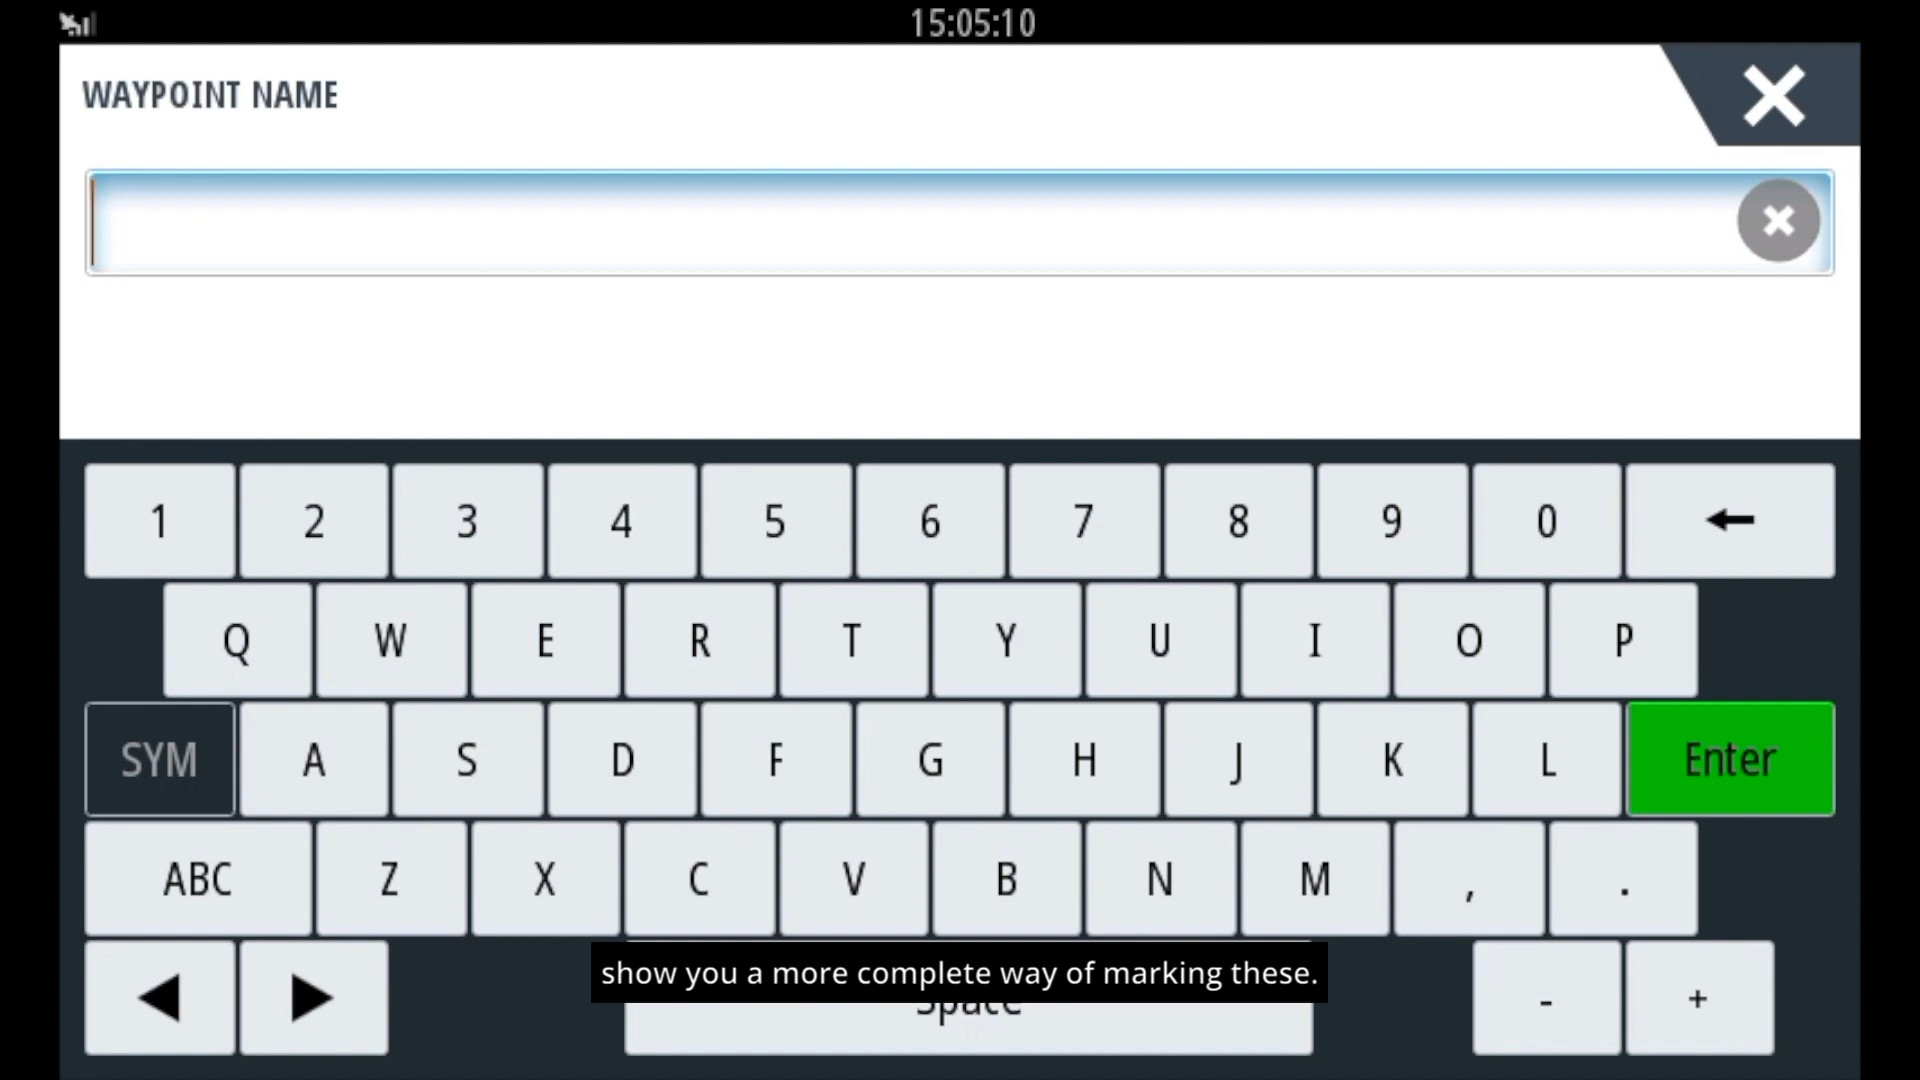 15:05:10
WAYPOINT NAME
1 2 3 4 5 6 7 8 9 0
Q W E R T Y U I O P
SYM A S D F G H J K L Enter
ABC Z X C V B N M , .
show you a more complete way of marking these.
Space - +